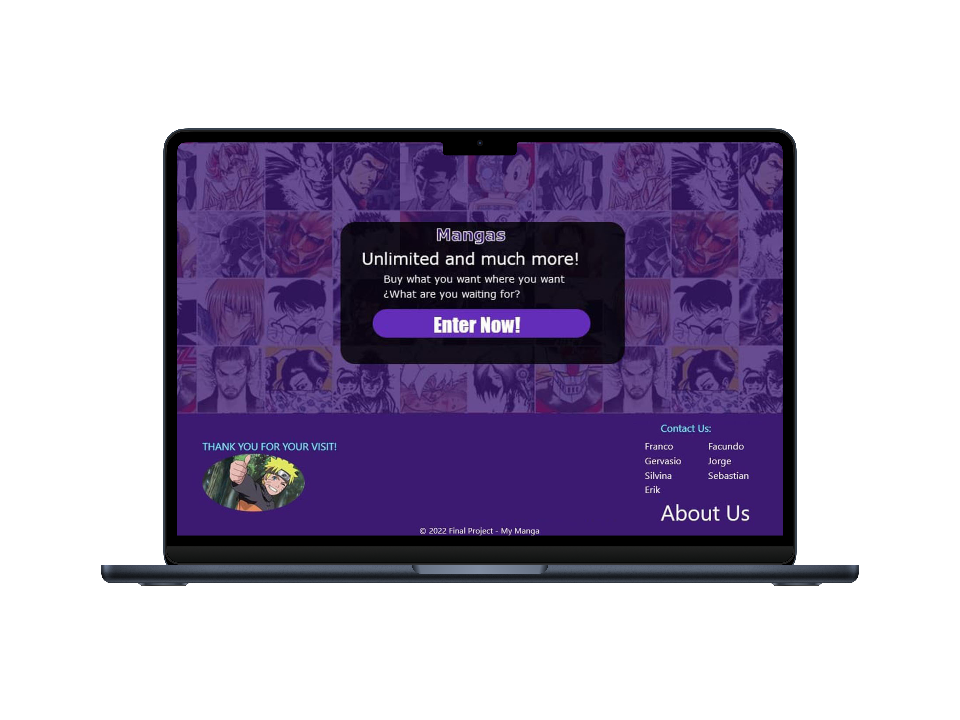 Mangas
Unlimited and much more!
Buy what you want where you want
¿What are you waiting for?
Enter Now!
THANK YOU FOR YOUR VISIT!
Contact Us:
Franco Facundo
Gervasio Jorge
Silvina Sebastian
Erik
About Us
© 2022 Final Project - My Manga